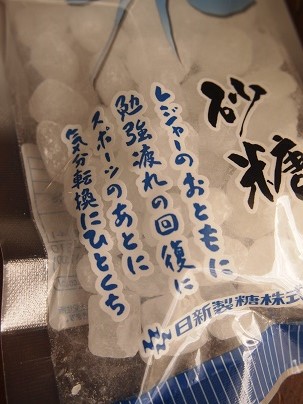 砂糖
レジャーのおともに
勉強疲れの回復に
スポーツのあとに
気分転換にひとくち
日新製糖株式